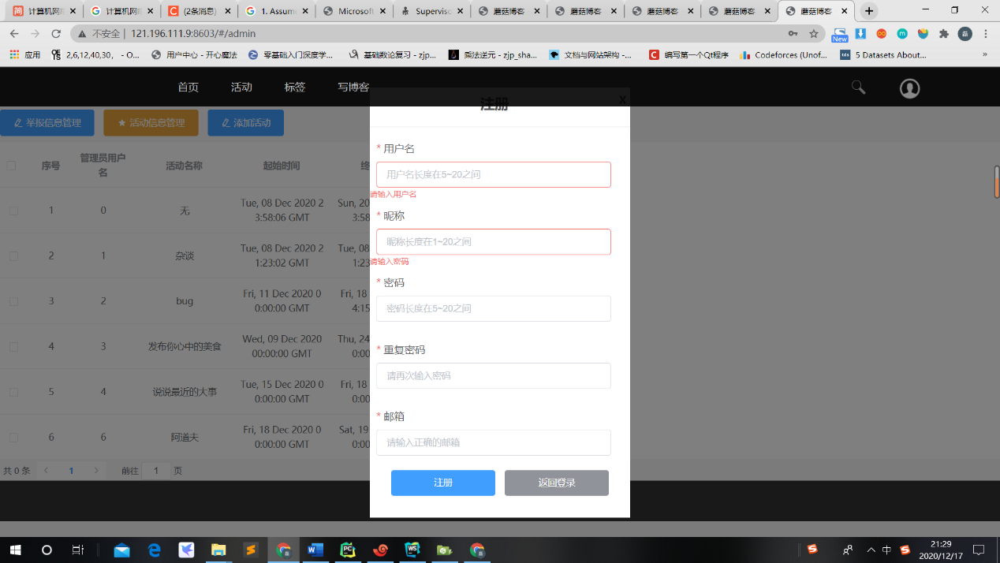 计算机网
计算机网
(2条消息)
1. Assum
Microsoft
Supervisc
蘑菇博客
蘑菇博客
蘑菇博客
蘑菇博客
蘑菇博客
不安全 | 121.196.111.9:8603/#/admin
New
应用
2,6,12,40,30, - O...
用户中心 - 开心魔法
零基础入门深度学...
基础数论复习 - zjp...
乘法逆元 - zjp_sha...
文档与网站架构 -...
编写第一个Qt程序
Codeforces (Unof...
5 Datasets About...
首页 活动 标签 写博客
注册 X
举报信息管理 活动信息管理 添加活动
序号 管理员用户名 活动名称 起始时间 终
1 0 无 Tue, 08 Dec 2020 2 Sun, 20
3:58:06 GMT 3:58
2 1 杂谈 Tue, 08 Dec 2020 2 Tue, 08
1:23:02 GMT 1:23
3 2 bug Fri, 11 Dec 2020 0 Fri, 18
0:00:00 GMT 4:15
4 3 发布你心中的美食 Wed, 09 Dec 2020 Thu, 24
00:00:00 GMT 0:00
5 4 说说最近的大事 Tue, 15 Dec 2020 0 Fri, 18
0:00:00 GMT 0:00
6 6 阿道夫 Fri, 18 Dec 2020 0 Sat, 19
0:00:00 GMT 0:00
共 0 条 1 前往 1 页
* 用户名
用户名长度在5~20之间
请输入用户名
* 昵称
昵称长度在1~20之间
请输入密码
* 密码
密码长度在5~20之间
* 重复密码
请再次输入密码
* 邮箱
请输入正确的邮箱
注册 返回登录
中
21:29
2020/12/17